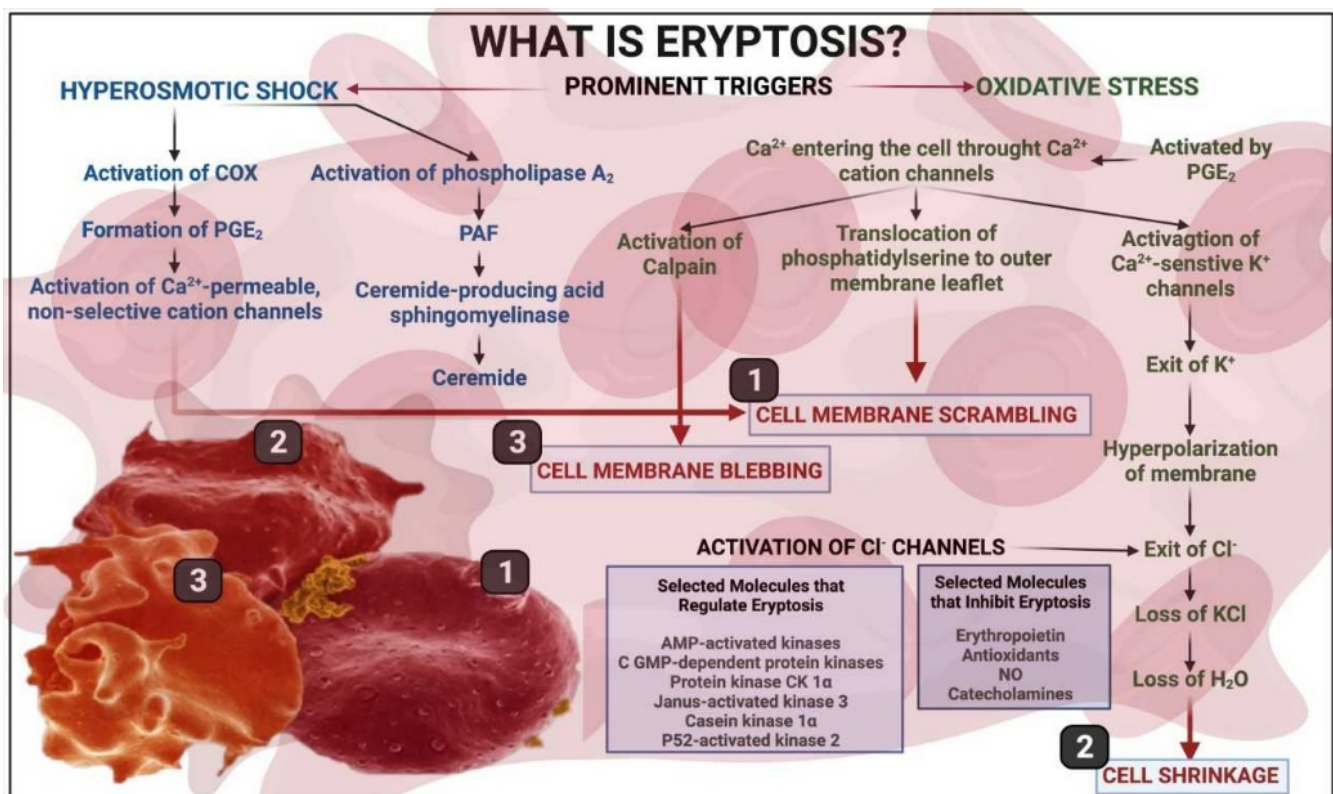 WHAT IS ERYPTOSIS?
HYPEROSMOTIC SHOCK
PROMINENT TRIGGERS
OXIDATIVE STRESS
Activation of COX
Formation of PGE₂
Activation of Ca²⁺-permeable,
non-selective cation channels
Activation of phospholipase A₂
PAF
Ceremide-producing acid
sphingomyelinase
Ceremide
Ca²⁺ entering the cell throught Ca²⁺
cation channels
Activated by
PGE₂
Activation of
Calpain
Translocation of
phosphatidylserine to outer
membrane leaflet
Activagtion of
Ca²⁺-senstive K⁺
channels
Exit of K⁺
Hyperpolarization
of membrane
1
CELL MEMBRANE SCRAMBLING
3
CELL MEMBRANE BLEBBING
2
3
1
ACTIVATION OF Cl⁻ CHANNELS
Exit of Cl⁻
Loss of KCl
Loss of H₂O
2
CELL SHRINKAGE
Selected Molecules that
Regulate Eryptosis
AMP-activated kinases
C GMP-dependent protein kinases
Protein kinase CK 1α
Janus-activated kinase 3
Casein kinase 1α
P52-activated kinase 2
Selected Molecules
that Inhibit Eryptosis
Erythropoietin
Antioxidants
NO
Catecholamines